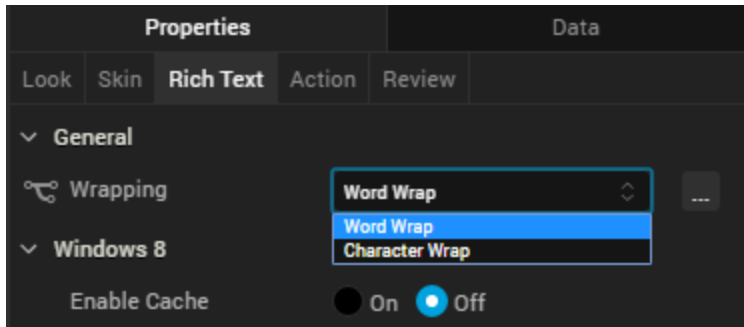 Properties Data
Look Skin Rich Text Action Review
General
Wrapping Word Wrap ...
Word Wrap
Character Wrap
Windows 8
Enable Cache On Off